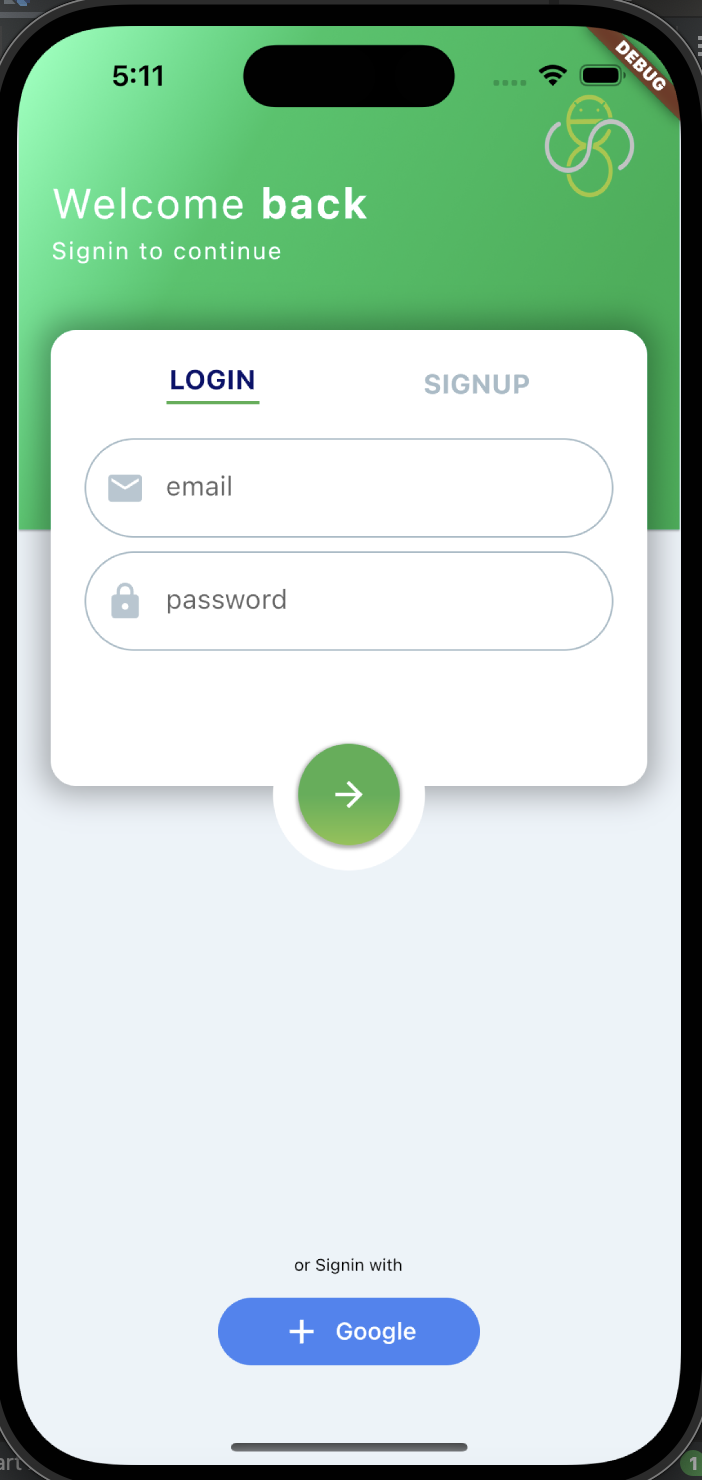 5:11
DEBUG
Welcome back
Signin to continue
LOGIN
SIGNUP
email
password
or Signin with
Google
art
1